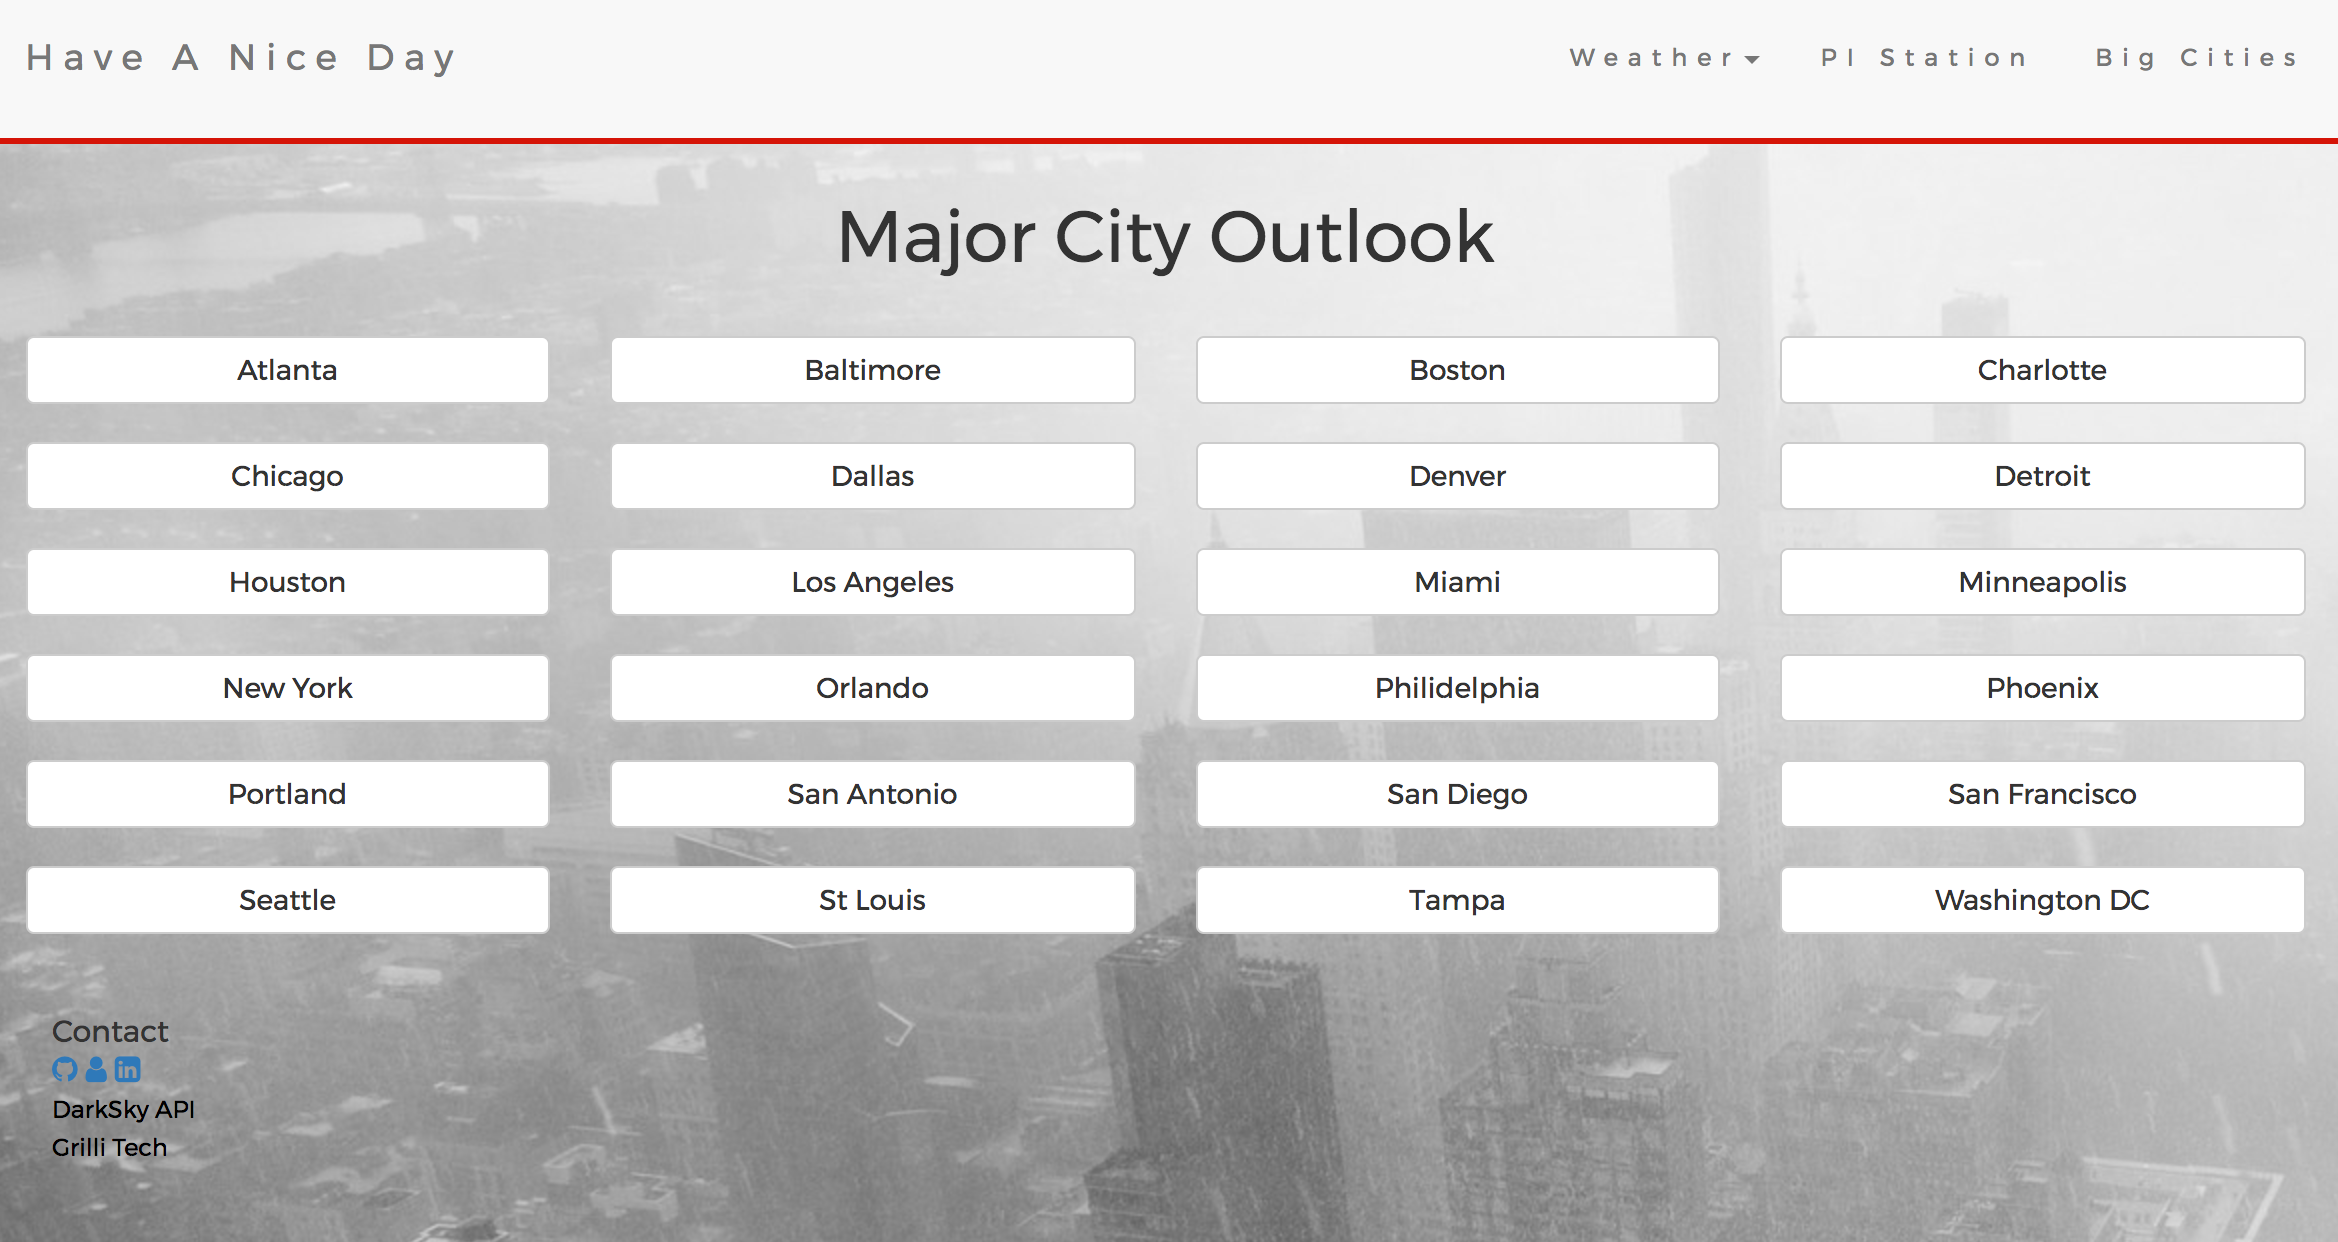 Have A Nice Day Weather PI Station Big Cities
Major City Outlook
Atlanta Baltimore Boston Charlotte
Chicago Dallas Denver Detroit
Houston Los Angeles Miami Minneapolis
New York Orlando Philidelphia Phoenix
Portland San Antonio San Diego San Francisco
Seattle St Louis Tampa Washington DC
Contact
in
DarkSky API
Grilli Tech